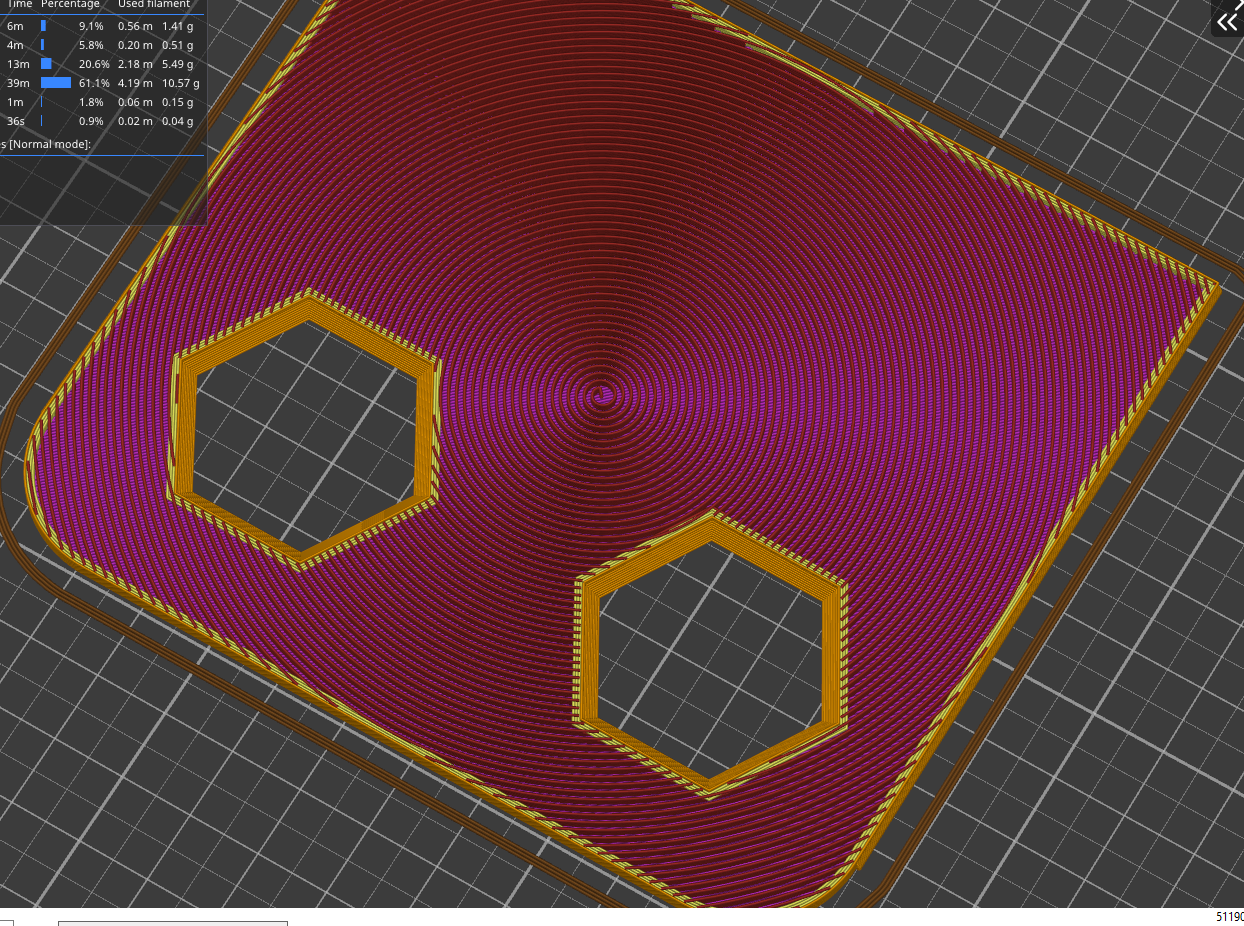 Time Percentage Used filament
6m 9.1% 0.56 m 1.41 g
4m 5.8% 0.20 m 0.51 g
13m 20.6% 2.18 m 5.49 g
39m 61.1% 4.19 m 10.57 g
1m 1.8% 0.06 m 0.15 g
36s 0.9% 0.02 m 0.04 g
s [Normal mode]:
51190